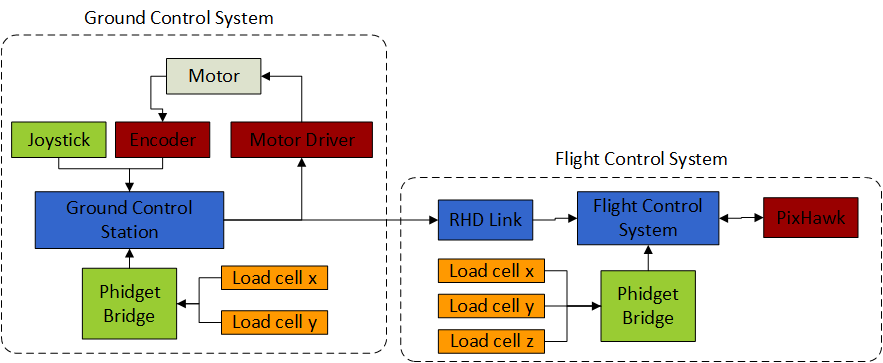 Ground Control System
Motor
Joystick
Encoder
Motor Driver
Ground Control
Station
Phidget
Bridge
Load cell x
Load cell y
Flight Control System
RHD Link
Flight Control
System
PixHawk
Load cell x
Load cell y
Load cell z
Phidget
Bridge